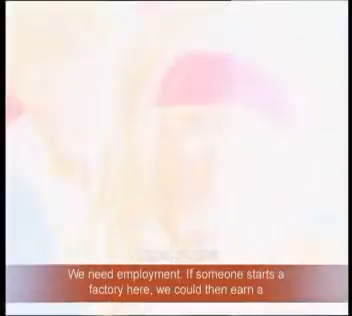 We need employment. If someone starts a
factory here, we could then earn a